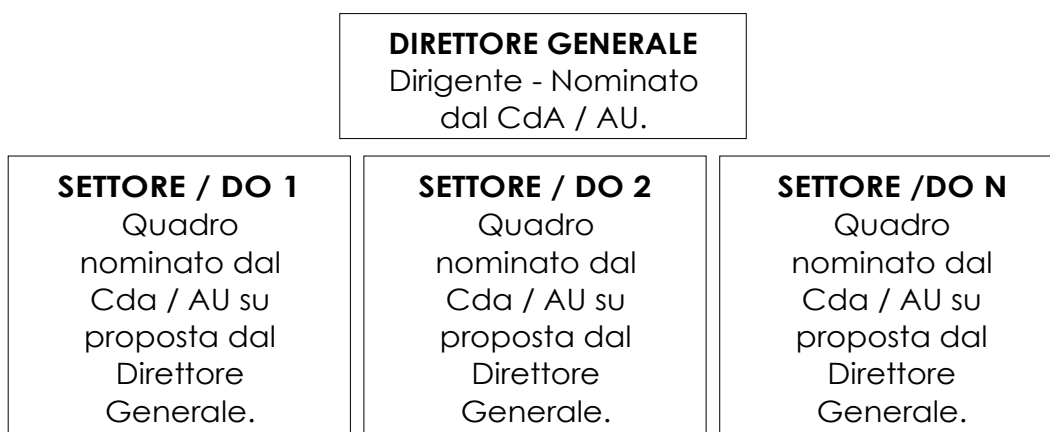 DIRETTORE GENERALE
Dirigente - Nominato
dal CdA / AU.
SETTORE / DO 1
Quadro
nominato dal
Cda / AU su
proposta dal
Direttore
Generale.
SETTORE / DO 2
Quadro
nominato dal
Cda / AU su
proposta dal
Direttore
Generale.
SETTORE /DO N
Quadro
nominato dal
Cda / AU su
proposta dal
Direttore
Generale.